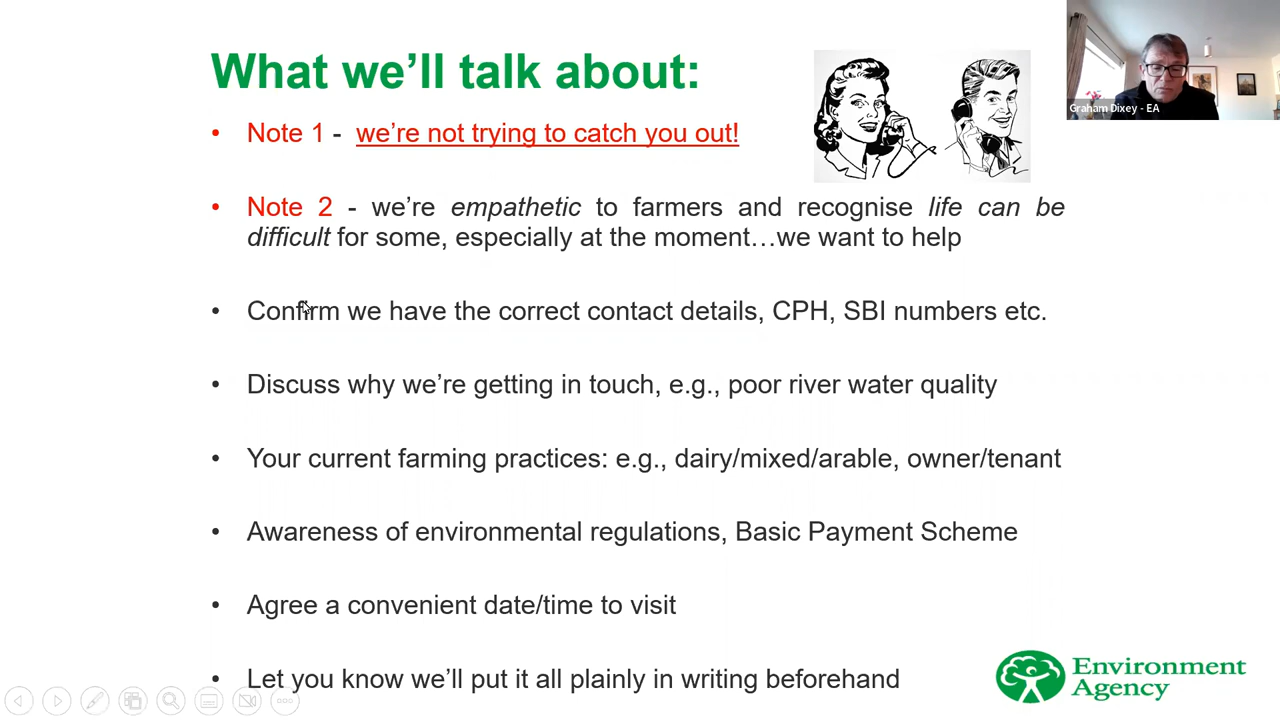 What we’ll talk about:
Graham Dixey - EA
• Note 1 - we’re not trying to catch you out!
• Note 2 - we’re empathetic to farmers and recognise life can be
difficult for some, especially at the moment…we want to help
• Confirm we have the correct contact details, CPH, SBI numbers etc.
• Discuss why we’re getting in touch, e.g., poor river water quality
• Your current farming practices: e.g., dairy/mixed/arable, owner/tenant
• Awareness of environmental regulations, Basic Payment Scheme
• Agree a convenient date/time to visit
• Let you know we’ll put it all plainly in writing beforehand
Environment
Agency